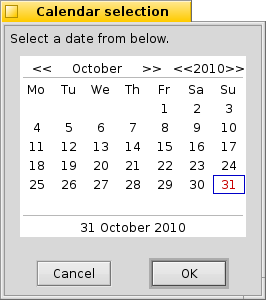 Calendar selection
Select a date from below.
<< October >> <<2010>>
Mo Tu We Th Fr Sa Su
1 2 3
4 5 6 7 8 9 10
11 12 13 14 15 16 17
18 19 20 21 22 23 24
25 26 27 28 29 30 31
31 October 2010
Cancel OK